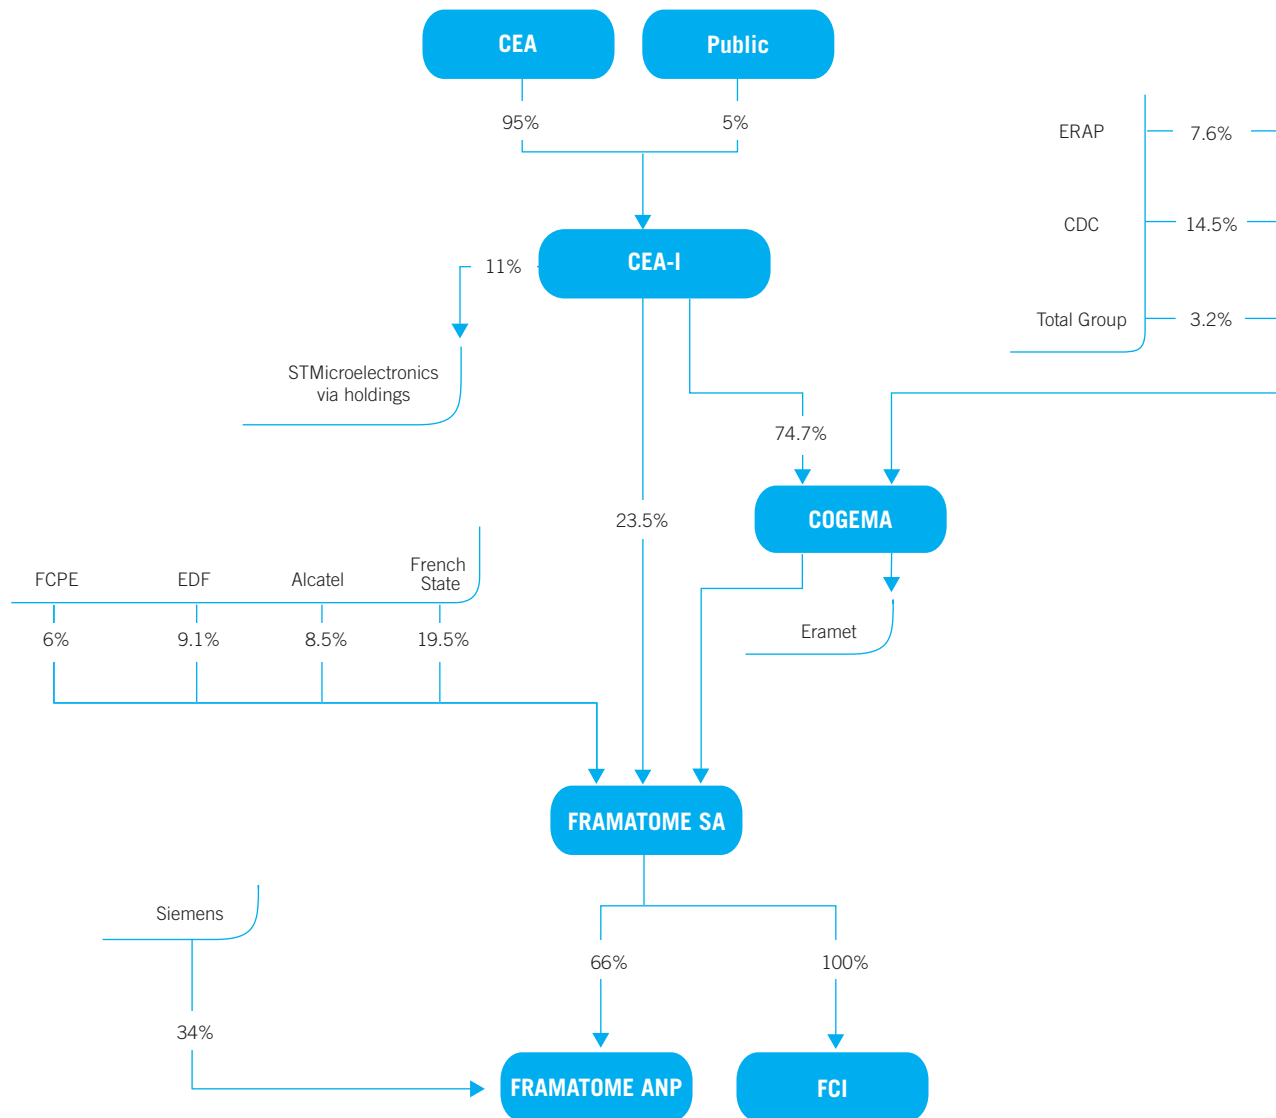 CEA
Public
95%
5%
ERAP
7.6%
CDC
14.5%
Total Group
3.2%
CEA-I
11%
STMicroelectronics
via holdings
74.7%
23.5%
COGEMA
Eramet
FCPE
EDF
Alcatel
French
State
6%
9.1%
8.5%
19.5%
FRAMATOME SA
Siemens
34%
66%
100%
FRAMATOME ANP
FCI